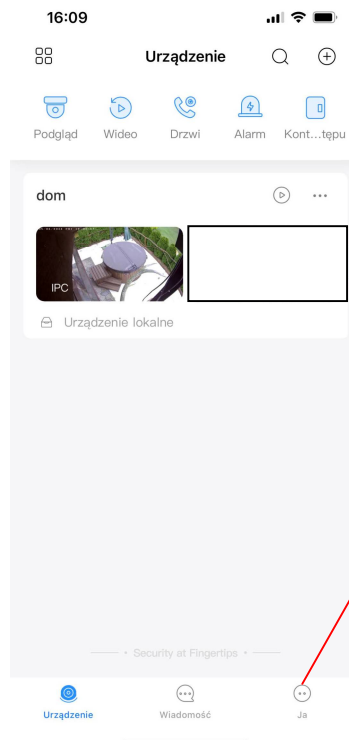 16:09
Urządzenie
Podgląd Wideo Drzwi Alarm Kont...tępu
dom
IPC
Urządzenie lokalne
Security at Fingertips
Urządzenie Wiadomość Ja